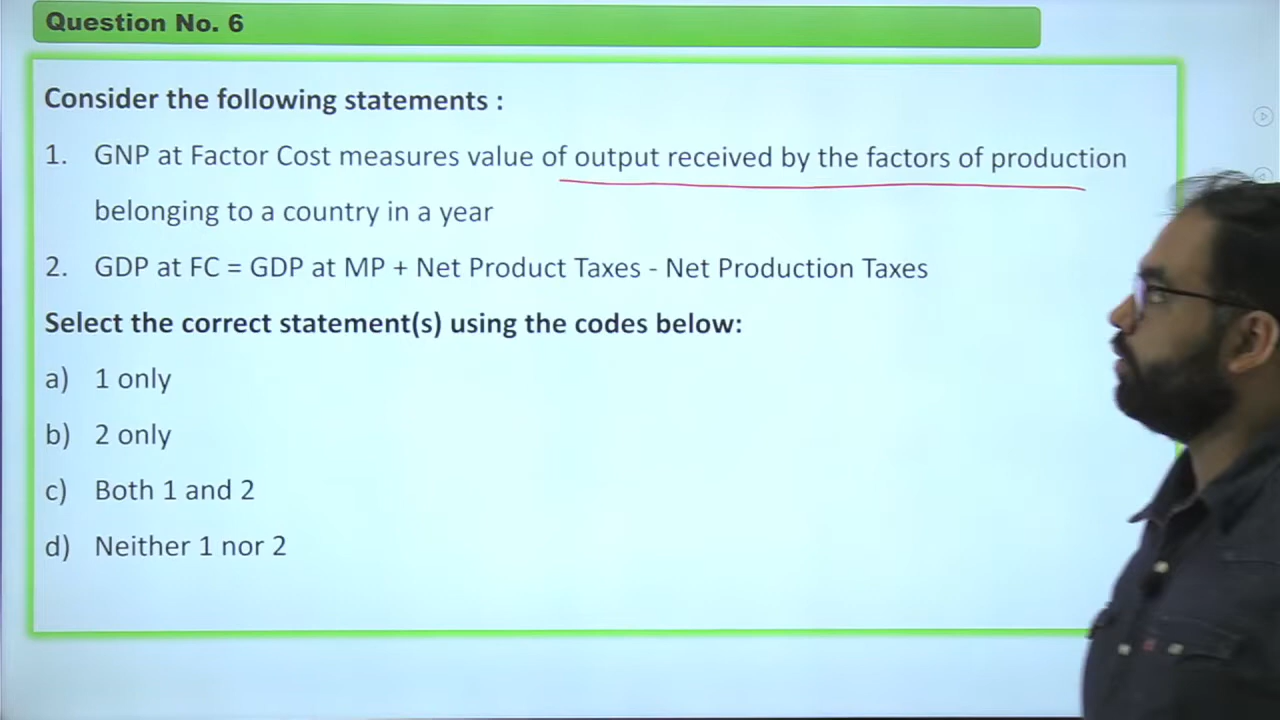 Question No. 6
Consider the following statements :
1. GNP at Factor Cost measures value of output received by the factors of production
belonging to a country in a year
2. GDP at FC = GDP at MP + Net Product Taxes - Net Production Taxes
Select the correct statement(s) using the codes below:
a) 1 only
b) 2 only
c) Both 1 and 2
d) Neither 1 nor 2